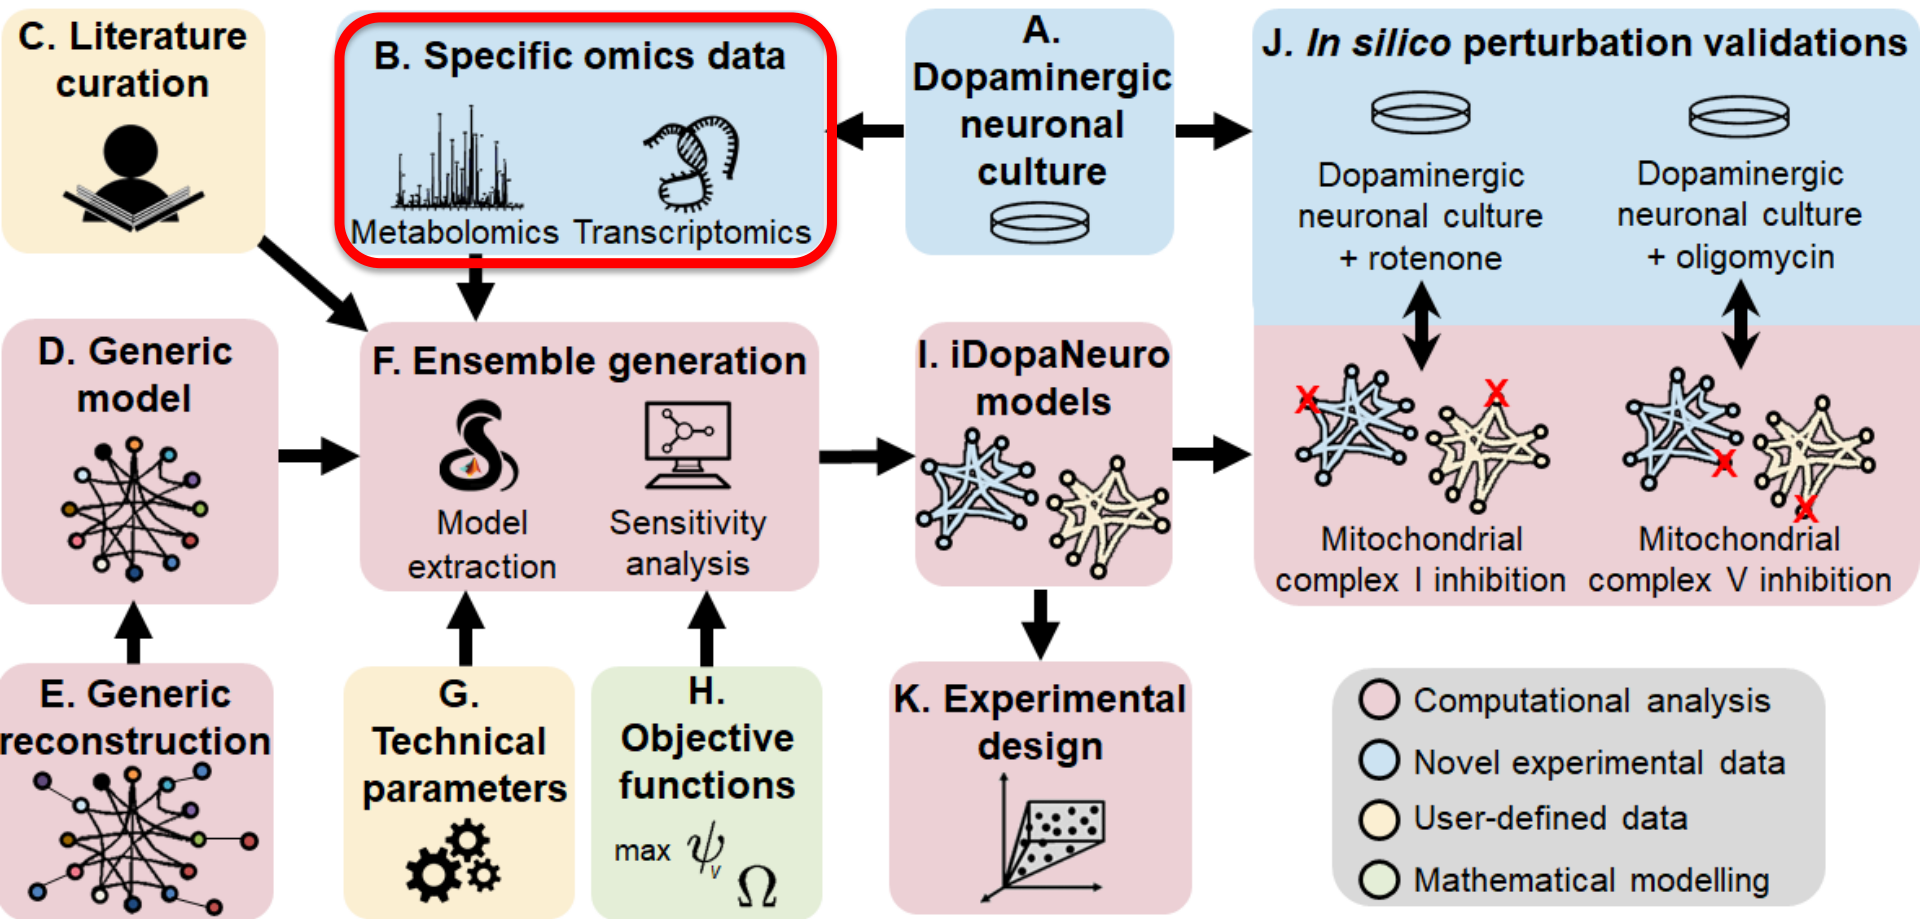 C. Literature
curation
B. Specific omics data
Metabolomics Transcriptomics
A.
Dopaminergic
neuronal
culture
J. In silico perturbation validations
Dopaminergic
neuronal culture
+ rotenone
Dopaminergic
neuronal culture
+ oligomycin
Mitochondrial
complex I inhibition
Mitochondrial
complex V inhibition
D. Generic
model
F. Ensemble generation
Model
extraction
Sensitivity
analysis
I. iDopaNeuro
models
E. Generic
reconstruction
G.
Technical
parameters
H.
Objective
functions
max ψv
Ω
K. Experimental
design
Computational analysis
Novel experimental data
User-defined data
Mathematical modelling